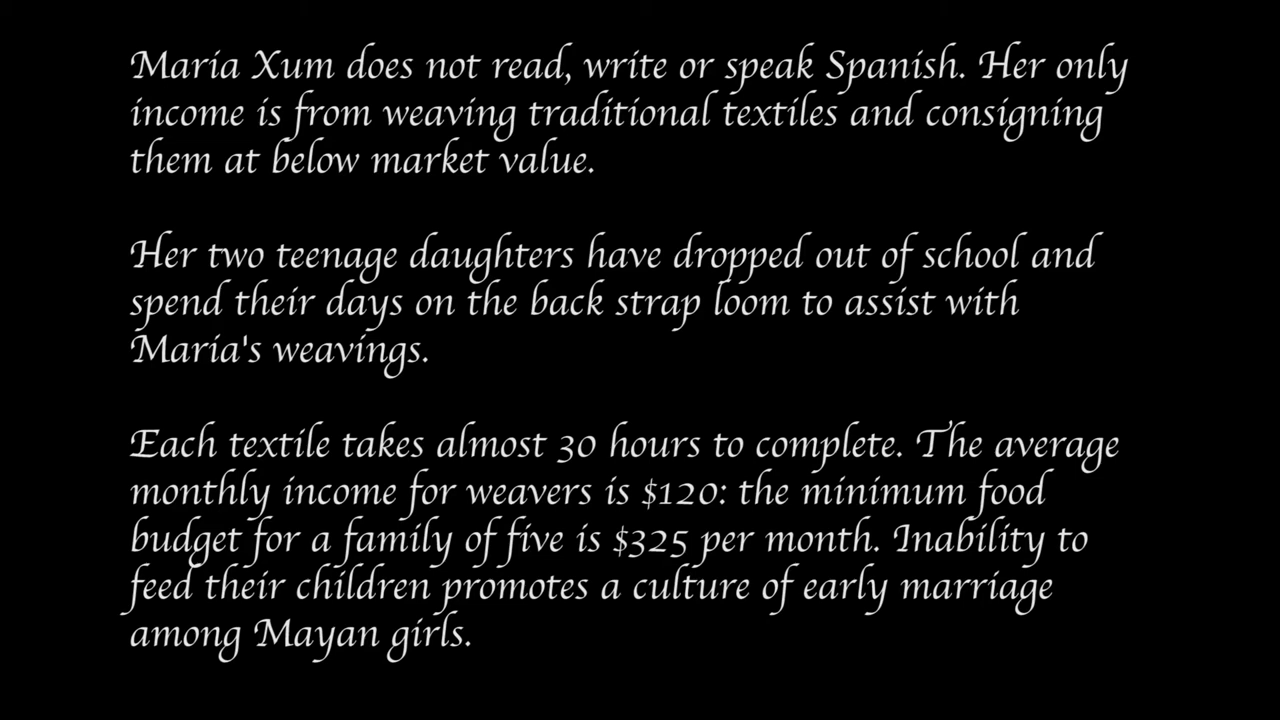 Maria Xum does not read, write or speak Spanish. Her only
income is from weaving traditional textiles and consigning
them at below market value.
Her two teenage daughters have dropped out of school and
spend their days on the back strap loom to assist with
Maria's weavings.
Each textile takes almost 30 hours to complete. The average
monthly income for weavers is $120: the minimum food
budget for a family of five is $325 per month. Inability to
feed their children promotes a culture of early marriage
among Mayan girls.